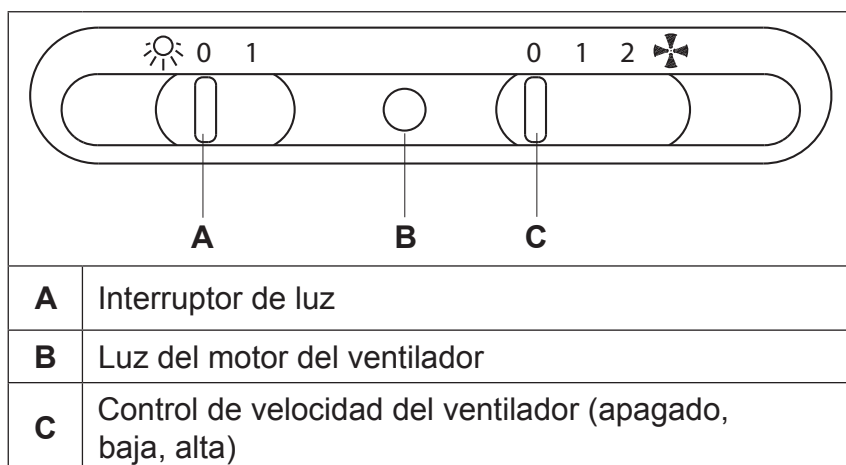 0 1 0 1 2
A B C
A Interruptor de luz
B Luz del motor del ventilador
C Control de velocidad del ventilador (apagado,
baja, alta)